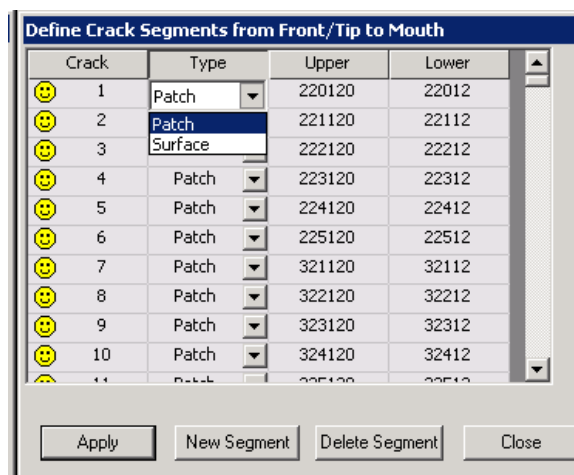 Define Crack Segments from Front/Tip to Mouth
Crack Type Upper Lower
1 Patch 220120 22012
2 Patch 221120 22112
3 Surface 222120 22212
4 Patch 223120 22312
5 Patch 224120 22412
6 Patch 225120 22512
7 Patch 321120 32112
8 Patch 322120 32212
9 Patch 323120 32312
10 Patch 324120 32412
Apply New Segment Delete Segment Close